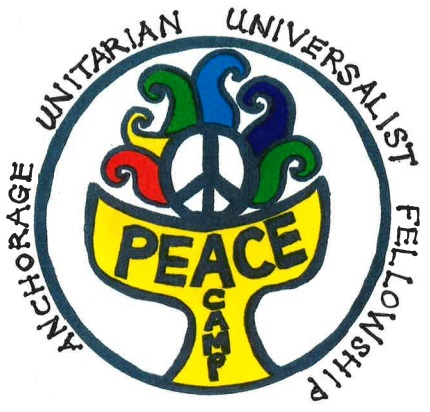 ANCHORAGE UNITARIAN UNIVERSALIST FELLOWSHIP
PEACE
CAMP